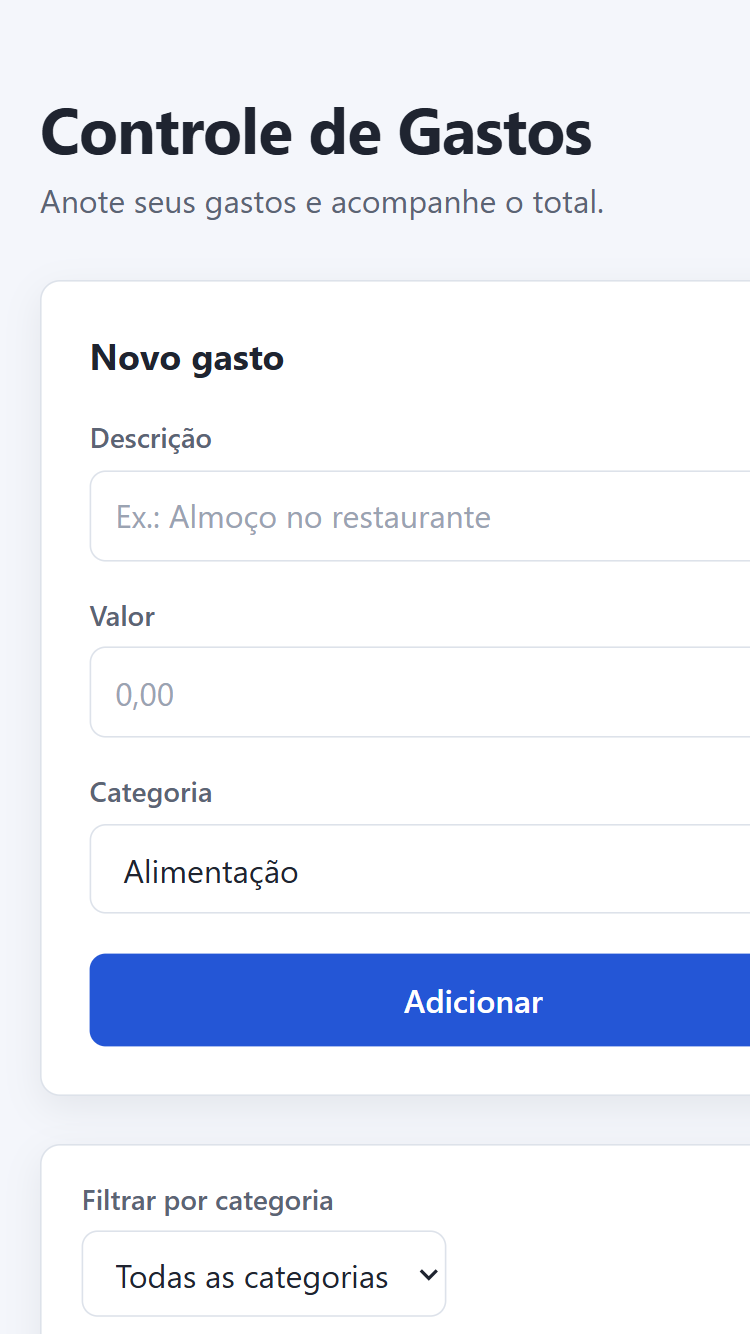 Controle de Gastos
Anote seus gastos e acompanhe o total.
Novo gasto
Descrição
Ex.: Almoço no restaurante
Valor
0,00
Categoria
Alimentação
Adicionar
Filtrar por categoria
Todas as categorias